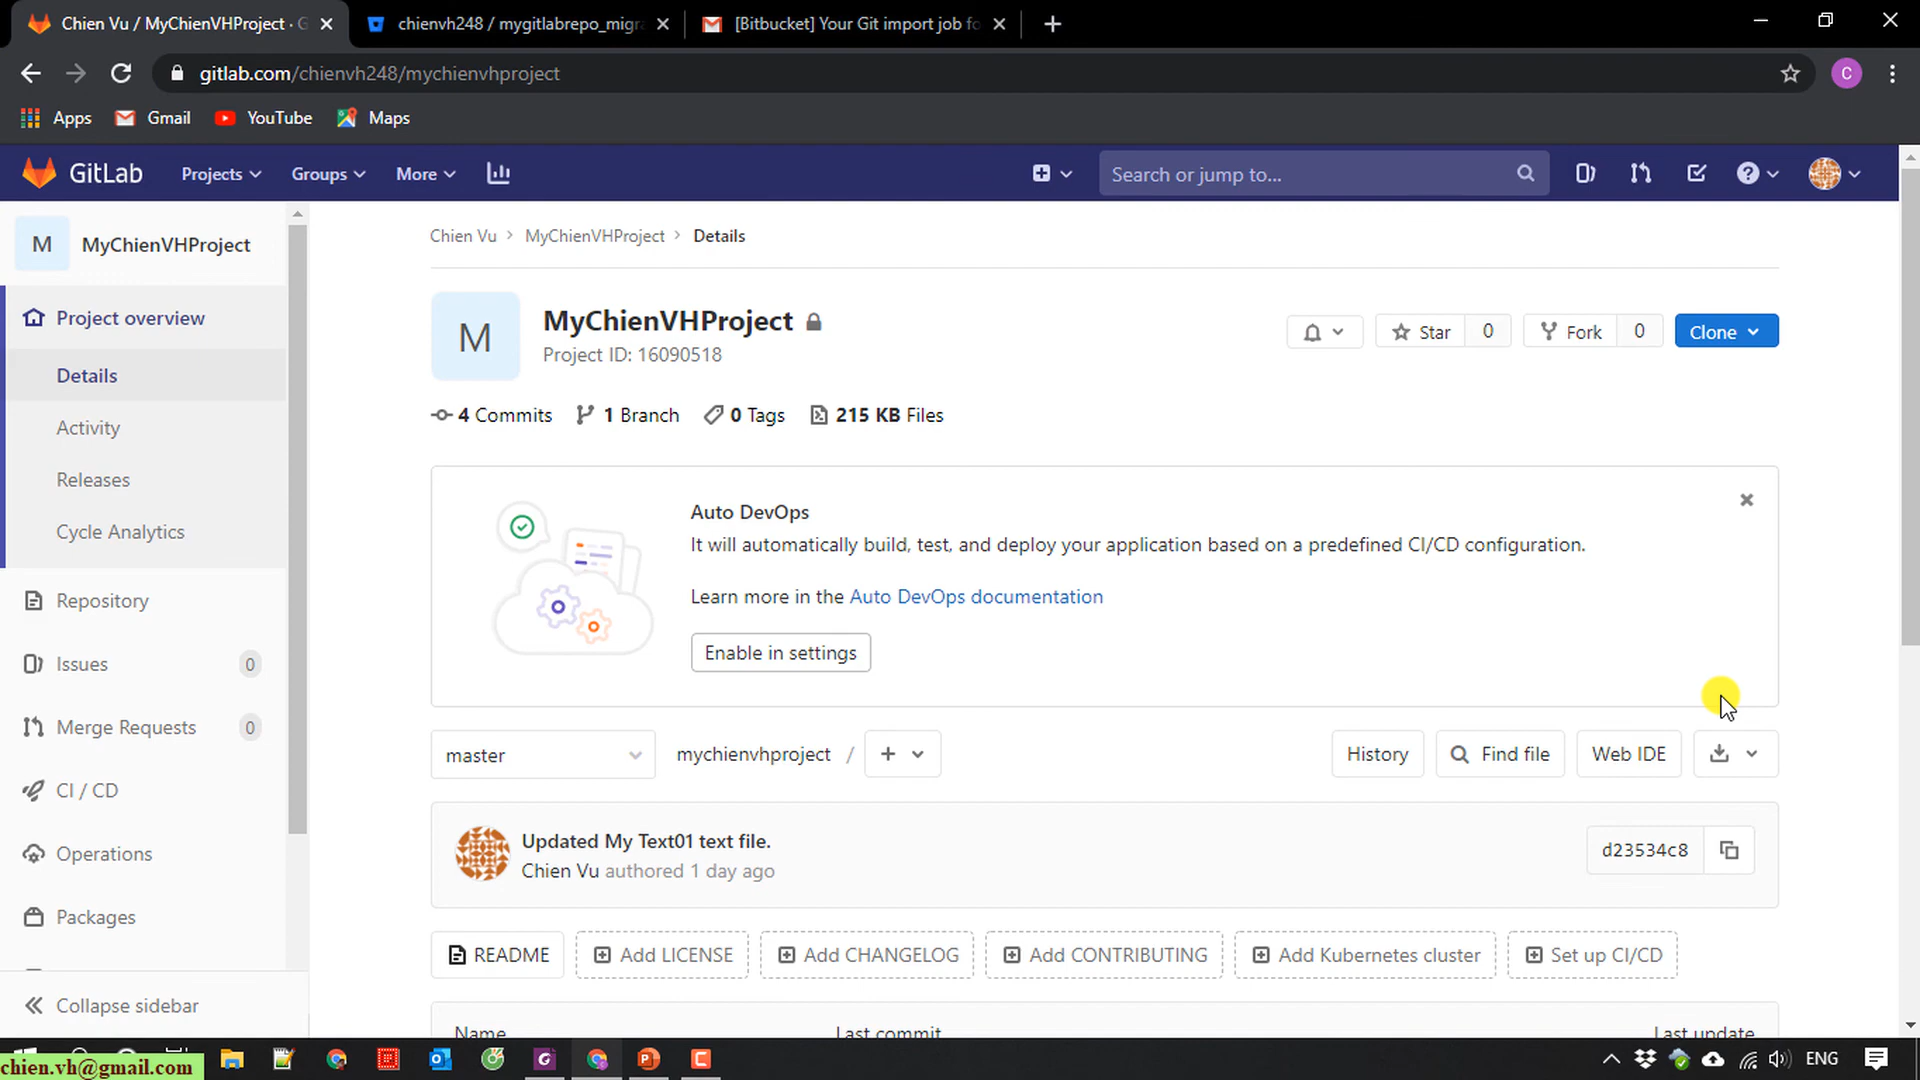 Chien Vu / MyChienVHProject · G
chienvh248 / mygitlabrepo_migra
[Bitbucket] Your Git import job fo
gitlab.com/chienvh248/mychienvhproject
C
Apps
Gmail
YouTube
Maps
GitLab
Projects
Groups
More
Search or jump to...
M
MyChienVHProject
Project overview
Details
Activity
Releases
Cycle Analytics
Repository
Issues
0
Merge Requests
0
CI / CD
Operations
Packages
Collapse sidebar
Chien Vu > MyChienVHProject > Details
M
MyChienVHProject
Project ID: 16090518
Star
0
Fork
0
Clone
4 Commits
1 Branch
0 Tags
215 KB Files
Auto DevOps
It will automatically build, test, and deploy your application based on a predefined CI/CD configuration.
Learn more in the Auto DevOps documentation
Enable in settings
master
mychienvhproject /
+
History
Find file
Web IDE
Updated My Text01 text file.
Chien Vu authored 1 day ago
d23534c8
README
Add LICENSE
Add CHANGELOG
Add CONTRIBUTING
Add Kubernetes cluster
Set up CI/CD
Name
Last commit
Last update
chien.vh@gmail.com
ENG